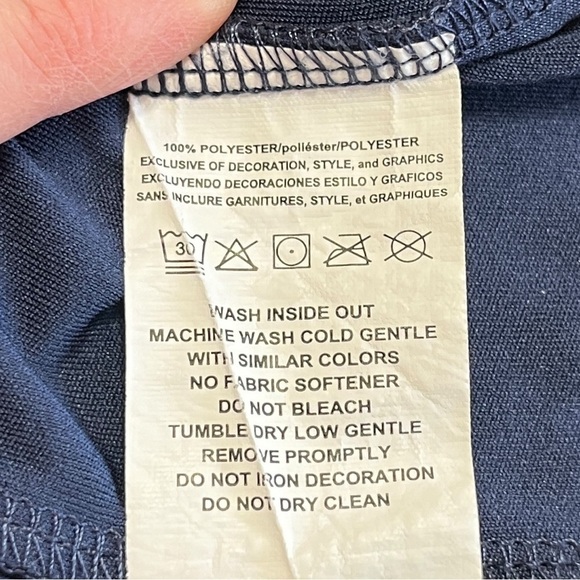 100% POLYESTER/poliéster/POLYESTER
EXCLUSIVE OF DECORATION, STYLE, and GRAPHICS
EXCLUYENDO DECORACIONES ESTILO Y GRAFICOS
SANS INCLURE GARNITURES, STYLE, et GRAPHIQUES
30
WASH INSIDE OUT
MACHINE WASH COLD GENTLE
WITH SIMILAR COLORS
NO FABRIC SOFTENER
DO NOT BLEACH
TUMBLE DRY LOW GENTLE
REMOVE PROMPTLY
DO NOT IRON DECORATION
DO NOT DRY CLEAN